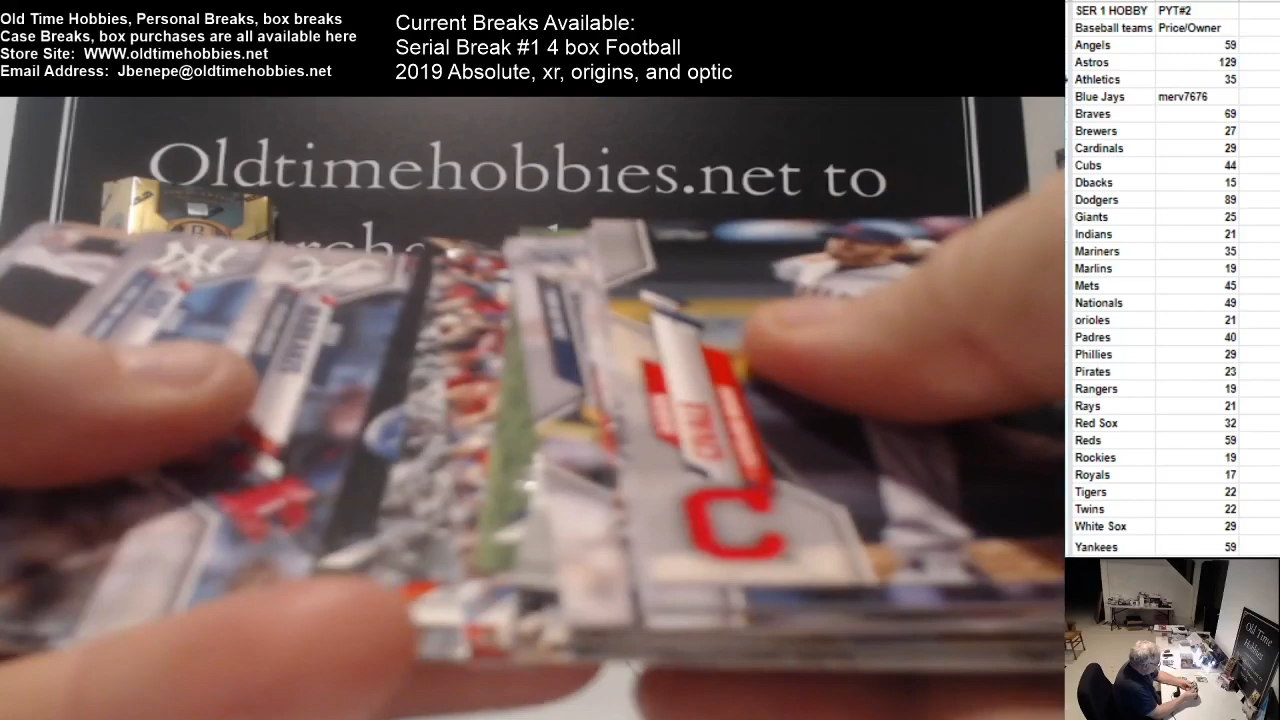 Old Time Hobbies, Personal Breaks, box breaks
Case Breaks, box purchases are all available here
Store Site: WWW.oldtimehobbies.net
Email Address: Jbenepe@oldtimehobbies.net
Current Breaks Available:
Serial Break #1 4 box Football
2019 Absolute, xr, origins, and optic
Oldtimehobbies.net to
C
SER 1 HOBBY PYT#2
Baseball teams Price/Owner
Angels 59
Astros 129
Athletics 35
Blue Jays merv7676
Braves 69
Brewers 27
Cardinals 29
Cubs 44
Dbacks 15
Dodgers 89
Giants 25
Indians 21
Mariners 35
Marlins 19
Mets 45
Nationals 49
orioles 21
Padres 40
Phillies 29
Pirates 23
Rangers 19
Rays 21
Red Sox 32
Reds 59
Rockies 19
Royals 17
Tigers 22
Twins 22
White Sox 29
Yankees 59
Old Time
Hobbies